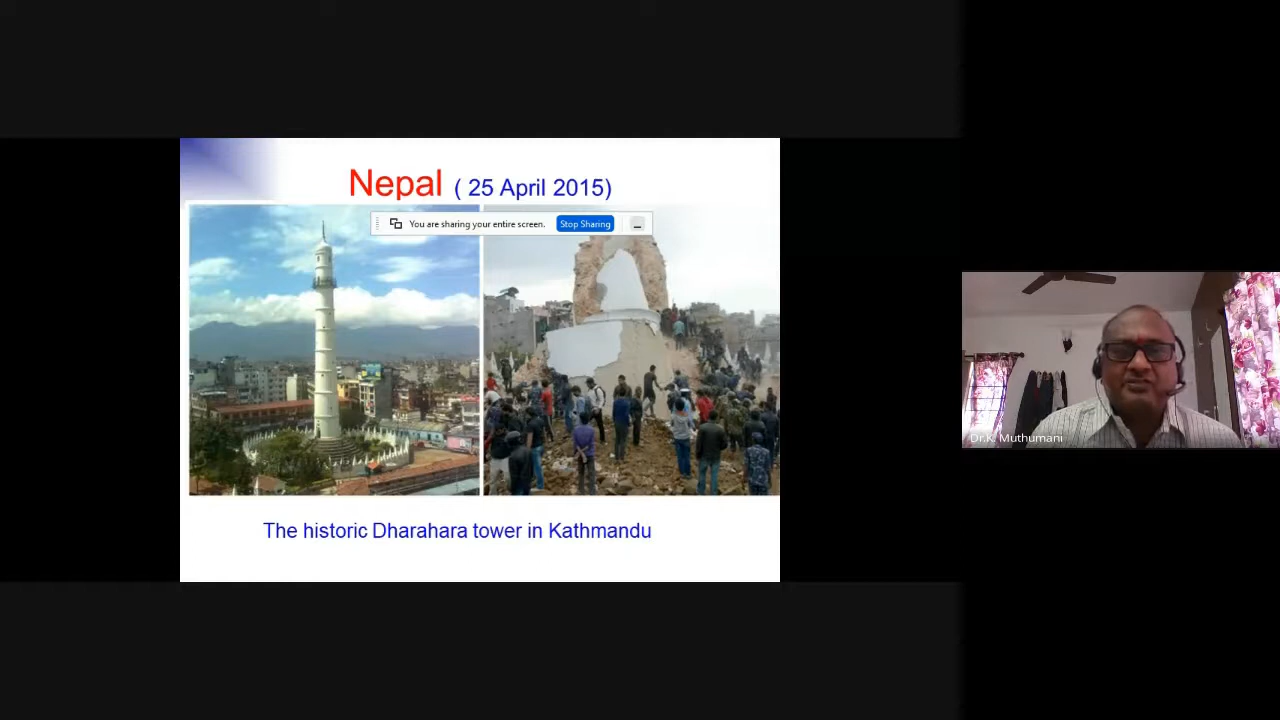 Nepal ( 25 April 2015)
You are sharing your entire screen. Stop Sharing
The historic Dharahara tower in Kathmandu
Dr.K. Muthumani